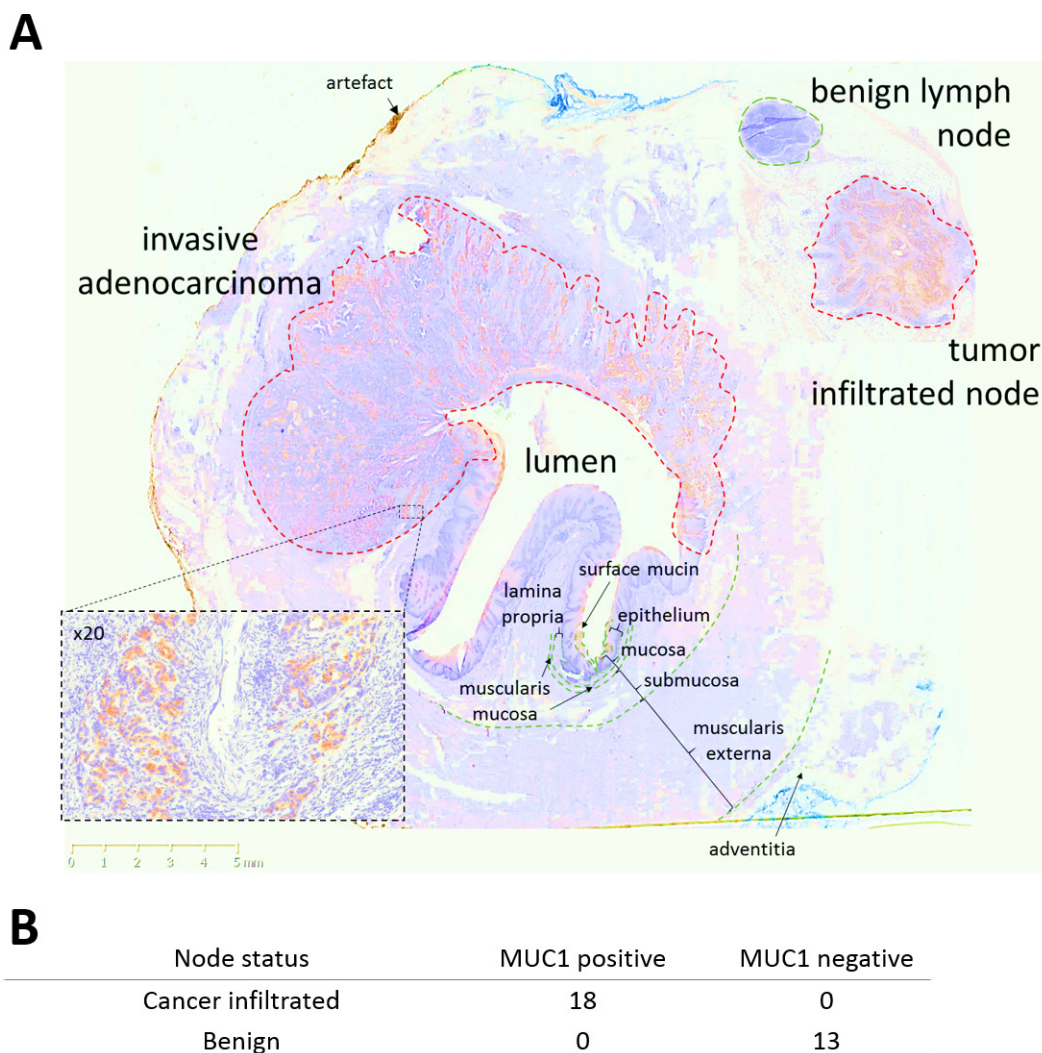 A
artefact
benign lymph
node
invasive
adenocarcinoma
tumor
infiltrated node
lumen
surface mucin
lamina
propria
epithelium
mucosa
submucosa
muscularis
mucosa
muscularis
externa
adventitia
x20
0 1 2 3 4 5 mm
B
Node status MUC1 positive MUC1 negative
Cancer infiltrated 18 0
Benign 0 13